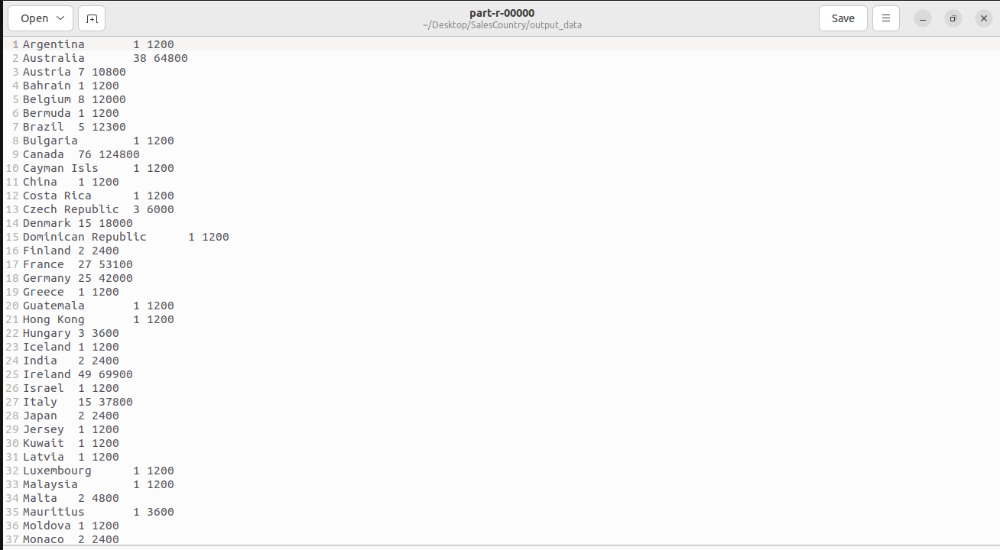 Open
part-r-00000
~/Desktop/SalesCountry/output_data
Save
1 Argentina 1 1200
2 Australia 38 64800
3 Austria 7 10800
4 Bahrain 1 1200
5 Belgium 8 12000
6 Bermuda 1 1200
7 Brazil 5 12300
8 Bulgaria 1 1200
9 Canada 76 124800
10 Cayman Isls 1 1200
11 China 1 1200
12 Costa Rica 1 1200
13 Czech Republic 3 6000
14 Denmark 15 18000
15 Dominican Republic 1 1200
16 Finland 2 2400
17 France 27 53100
18 Germany 25 42000
19 Greece 1 1200
20 Guatemala 1 1200
21 Hong Kong 1 1200
22 Hungary 3 3600
23 Iceland 1 1200
24 India 2 2400
25 Ireland 49 69900
26 Israel 1 1200
27 Italy 15 37800
28 Japan 2 2400
29 Jersey 1 1200
30 Kuwait 1 1200
31 Latvia 1 1200
32 Luxembourg 1 1200
33 Malaysia 1 1200
34 Malta 2 4800
35 Mauritius 1 3600
36 Moldova 1 1200
37 Monaco 2 2400